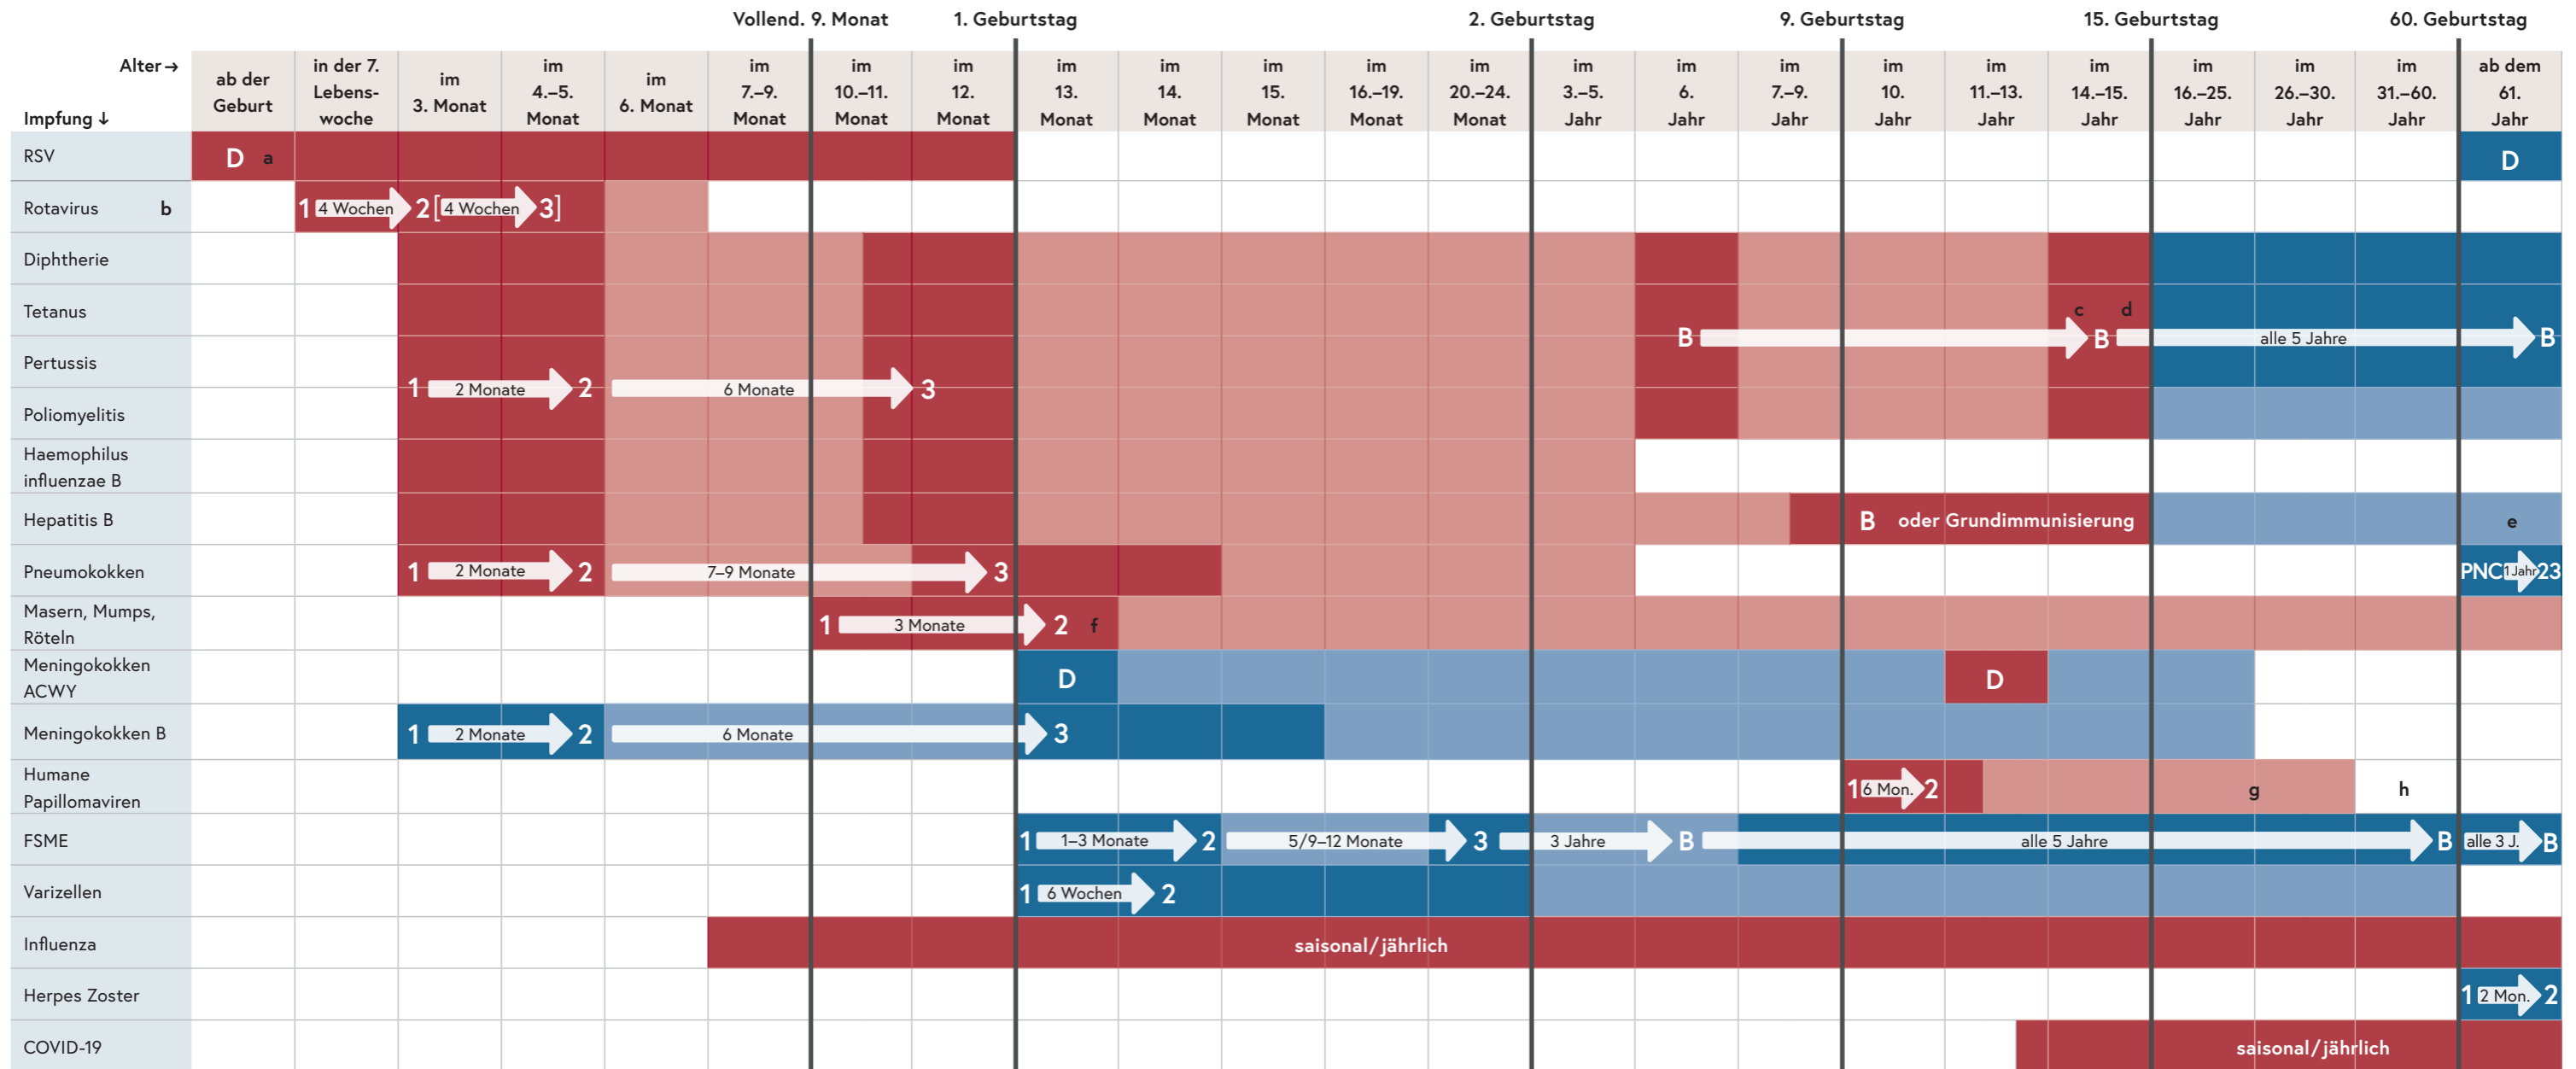 Vollend. 9. Monat 1. Geburtstag 2. Geburtstag 9. Geburtstag 15. Geburtstag 60. Geburtstag
Alter→
Impfung ↓
ab der
Geburt
in der 7.
Lebens-
woche
im
3. Monat
im
4.–5.
Monat
im
6. Monat
im
7.–9.
Monat
im
10.–11.
Monat
im
12.
Monat
im
13.
Monat
im
14.
Monat
im
15.
Monat
im
16.–19.
Monat
im
20.–24.
Monat
im
3.–5.
Jahr
im
6.
Jahr
im
7.–9.
Jahr
im
10.
Jahr
im
11.–13.
Jahr
im
14.–15.
Jahr
im
16.–25.
Jahr
im
26.–30.
Jahr
im
31.–60.
Jahr
ab dem
61.
Jahr
RSV D a D
Rotavirus b 1 4 Wochen 2 [4 Wochen 3]
Diphtherie
Tetanus c d
B B alle 5 Jahre B
Pertussis
1 2 Monate 2 6 Monate 3
Poliomyelitis
Haemophilus
influenzae B
Hepatitis B B oder Grundimmunisierung e
Pneumokokken 1 2 Monate 2 7–9 Monate 3 PNC 1 Jahr 23
Masern, Mumps,
Röteln
1 3 Monate 2 f
Meningokokken
ACWY
D D
Meningokokken B 1 2 Monate 2 6 Monate 3
Humane
Papillomaviren
1 6 Mon. 2 g h
FSME 1 1–3 Monate 2 5/9–12 Monate 3 3 Jahre B alle 5 Jahre B alle 3 J. B
Varizellen 1 6 Wochen 2
Influenza saisonal/jährlich
Herpes Zoster 1 2 Mon. 2
COVID-19 saisonal/jährlich